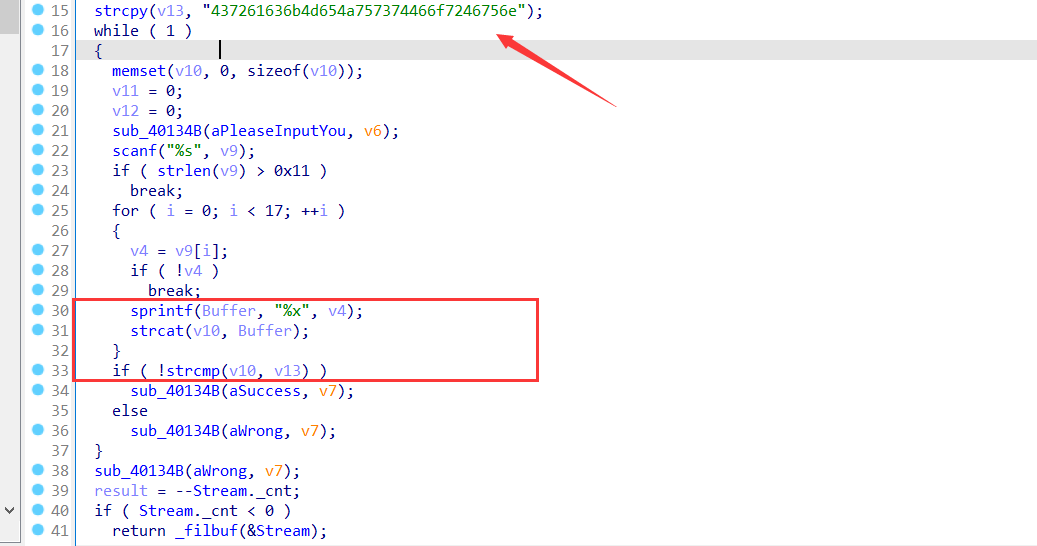 15 strcpy(v13, "437261636b4d654a757374466f7246756e");
16 while ( 1 )
17 {
18 memset(v10, 0, sizeof(v10));
19 v11 = 0;
20 v12 = 0;
21 sub_40134B(aPleaseInputYou, v6);
22 scanf("%s", v9);
23 if ( strlen(v9) > 0x11 )
24 break;
25 for ( i = 0; i < 17; ++i )
26 {
27 v4 = v9[i];
28 if ( !v4 )
29 break;
30 sprintf(Buffer, "%x", v4);
31 strcat(v10, Buffer);
32 }
33 if ( !strcmp(v10, v13) )
34 sub_40134B(aSuccess, v7);
35 else
36 sub_40134B(aWrong, v7);
37 }
38 sub_40134B(aWrong, v7);
39 result = --Stream._cnt;
40 if ( Stream._cnt < 0 )
41 return _filbuf(&Stream);